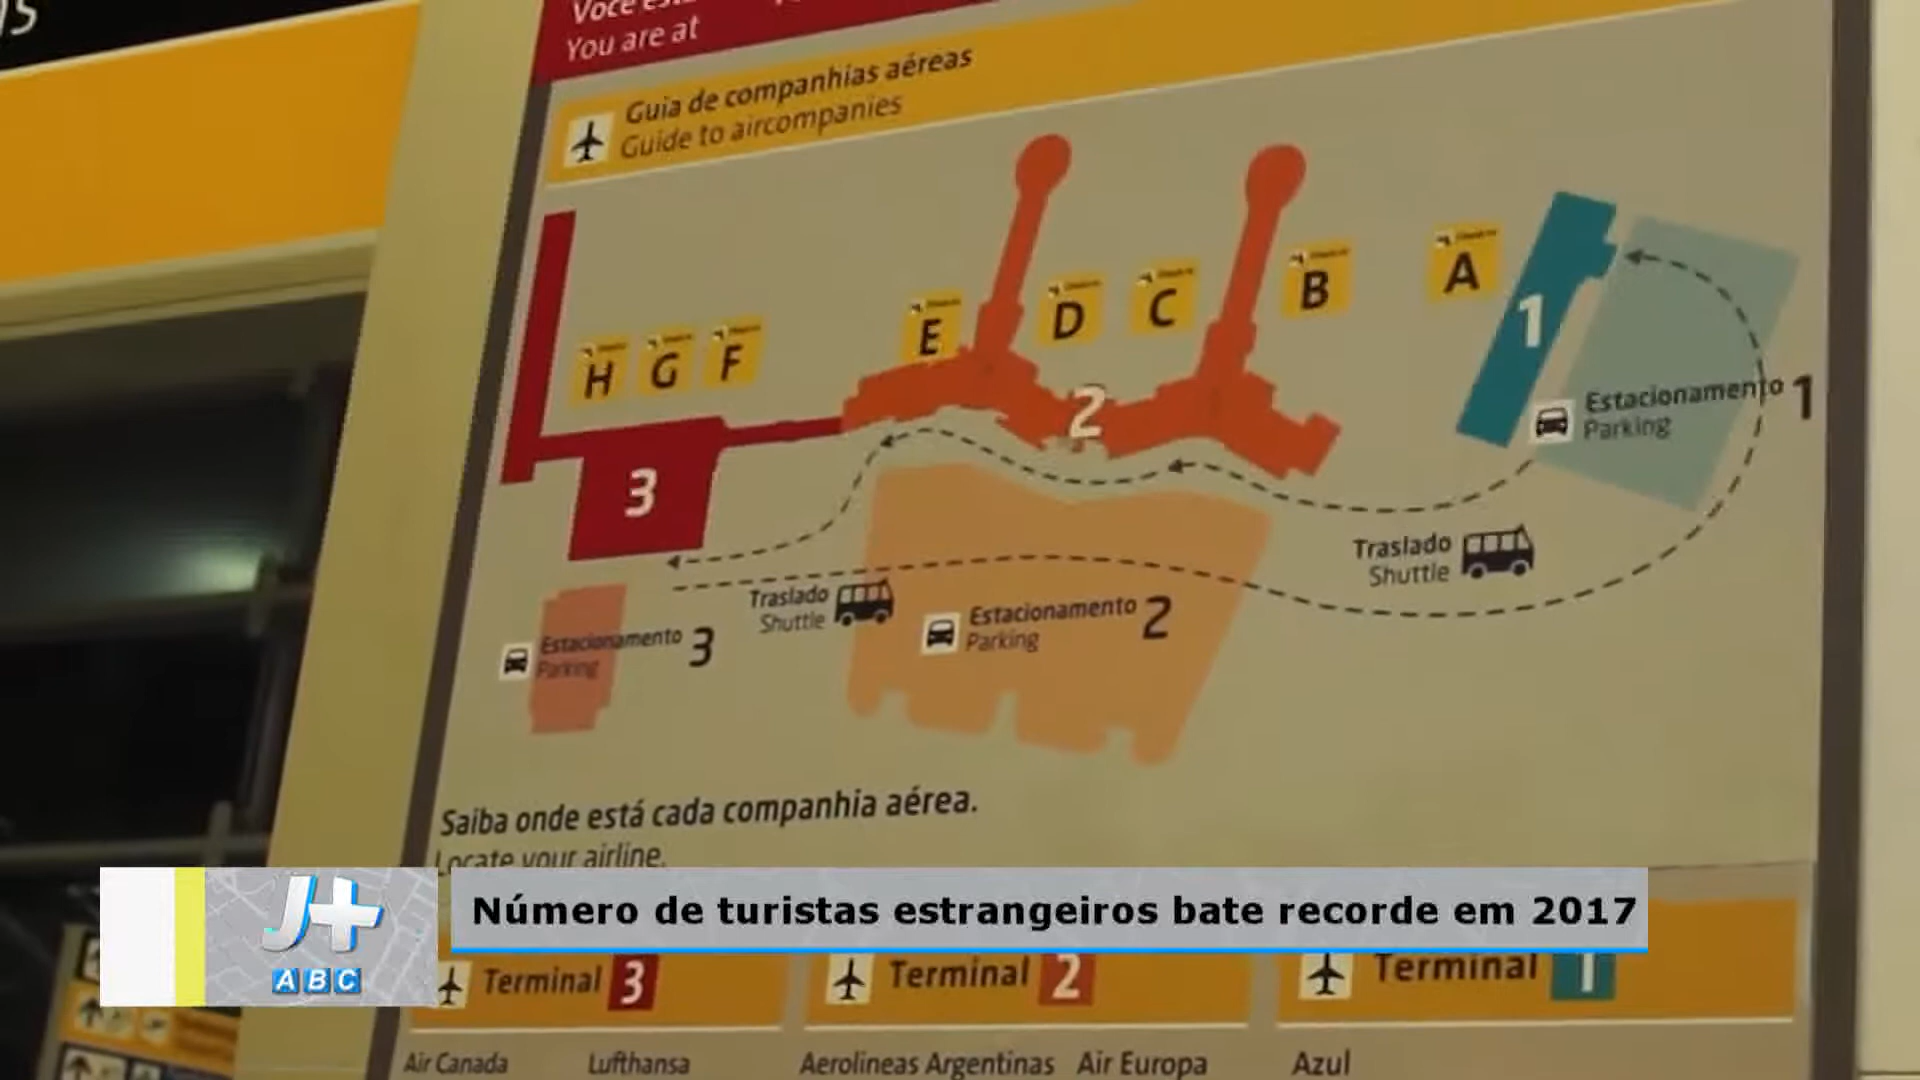 You are at
Guia de companhias aéreas
Guide to aircompanies
H
G
F
E
D
C
B
A
1
2
3
Estacionamento 1
Parking
Traslado
Shuttle
Traslado
Shuttle
Estacionamento 2
Parking
Estacionamento 3
Parking
Saiba onde está cada companhia aérea.
Locate your airline.
J+
ABC
Número de turistas estrangeiros bate recorde em 2017
Terminal 3
Terminal 2
Terminal 1
Air Canada
Lufthansa
Aerolineas Argentinas
Air Europa
Azul